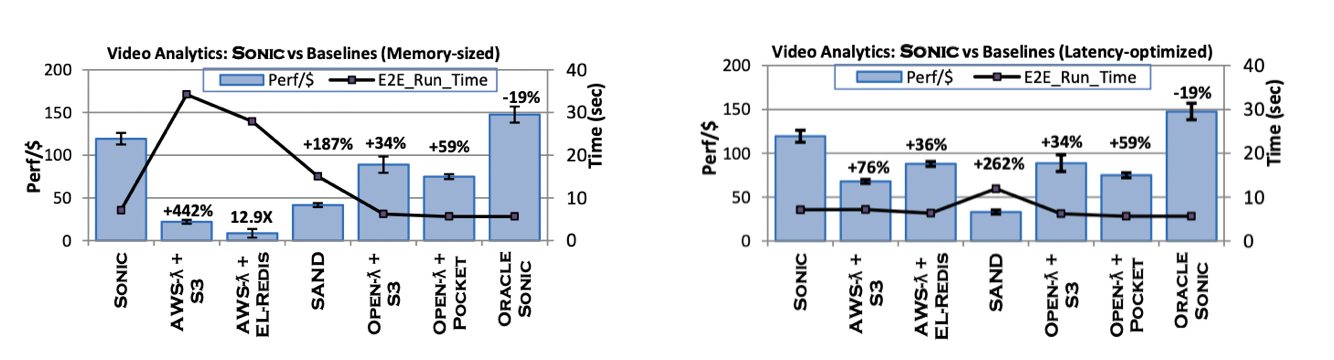 Video Analytics: SONIC vs Baselines (Memory-sized)
Perf/$ E2E_Run_Time
200
150
100
50
0
Perf/$
40
30
20
10
0
Time (sec)
+442%
12.9X
+187%
+34%
+59%
-19%
SONIC
AWS-λ +
S3
AWS-λ +
EL-REDIS
SAND
OPEN-λ +
S3
OPEN-λ +
POCKET
ORACLE
SONIC
Video Analytics: SONIC vs Baselines (Latency-optimized)
Perf/$ E2E_Run_Time
200
150
100
50
0
Perf/$
40
30
20
10
0
Time (sec)
+76%
+36%
+262%
+34%
+59%
-19%
SONIC
AWS-λ +
S3
AWS-λ +
EL-REDIS
SAND
OPEN-λ +
S3
OPEN-λ +
POCKET
ORACLE
SONIC